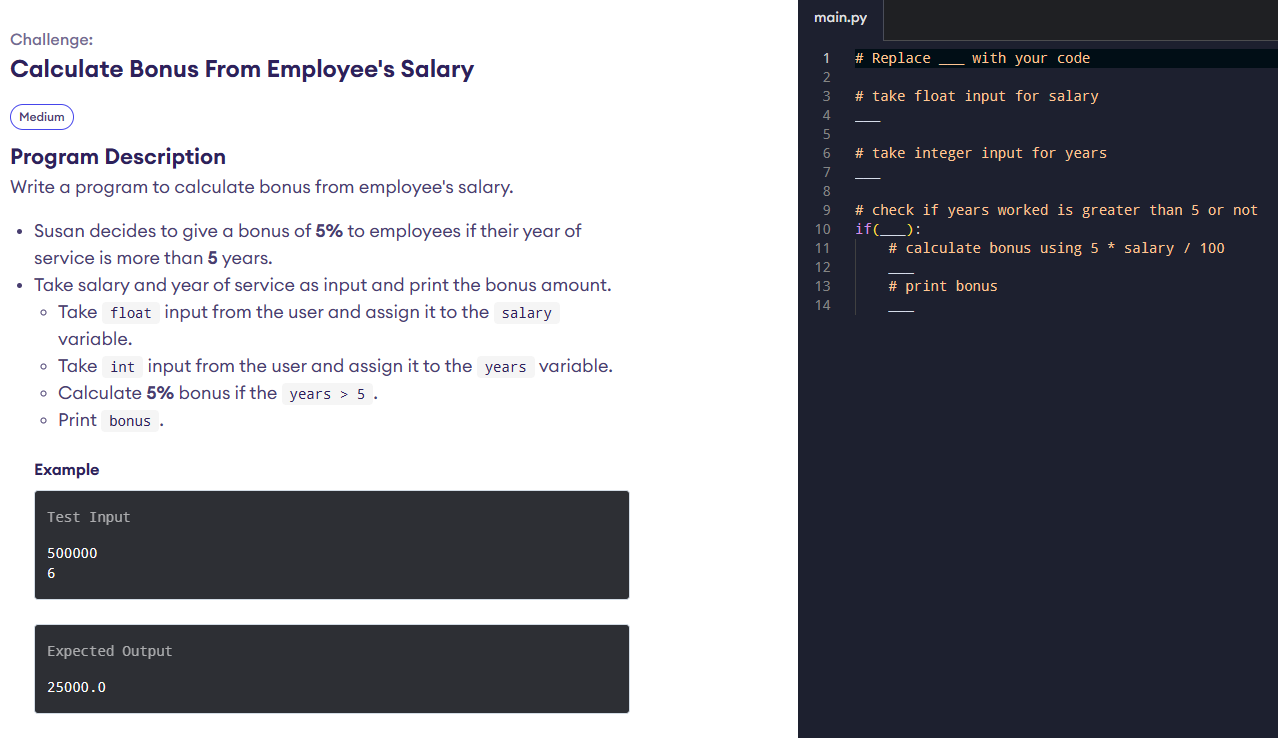 Challenge:
Calculate Bonus From Employee's Salary
Medium
Program Description
Write a program to calculate bonus from employee's salary.
• Susan decides to give a bonus of 5% to employees if their year of
service is more than 5 years.
• Take salary and year of service as input and print the bonus amount.
◦ Take float input from the user and assign it to the salary
variable.
◦ Take int input from the user and assign it to the years variable.
◦ Calculate 5% bonus if the years > 5 .
◦ Print bonus .
Example
Test Input
500000
6
Expected Output
25000.0
main.py
1 # Replace ___ with your code
2
3 # take float input for salary
4 ___
5
6 # take integer input for years
7 ___
8
9 # check if years worked is greater than 5 or not
10 if(___):
11     # calculate bonus using 5 * salary / 100
12     ___
13     # print bonus
14     ___